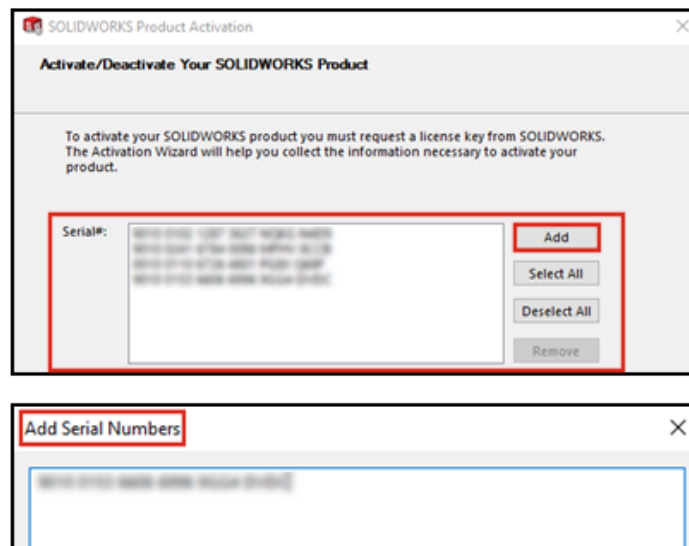 SOLIDWORKS Product Activation
Activate/Deactivate Your SOLIDWORKS Product
To activate your SOLIDWORKS product you must request a license key from SOLIDWORKS.
The Activation Wizard will help you collect the information necessary to activate your
product.
Serial#:
Add
Select All
Deselect All
Remove
Add Serial Numbers